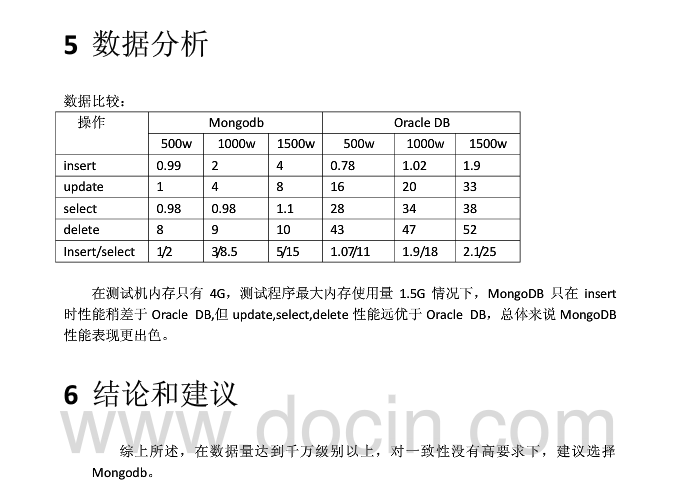 5 数据分析
数据比较：
操作 Mongodb Oracle DB
500w 1000w 1500w 500w 1000w 1500w
insert 0.99 2 4 0.78 1.02 1.9
update 1 4 8 16 20 33
select 0.98 0.98 1.1 28 34 38
delete 8 9 10 43 47 52
Insert/select 1/2 3/8.5 5/15 1.07/11 1.9/18 2.1/25
在测试机内存只有 4G，测试程序最大内存使用量 1.5G 情况下，MongoDB 只在 insert
时性能稍差于 Oracle DB,但 update,select,delete 性能远优于 Oracle DB，总体来说 MongoDB
性能表现更出色。
6 结论和建议
www.docin.com
综上所述，在数据量达到千万级别以上，对一致性没有高要求下，建议选择
Mongodb。